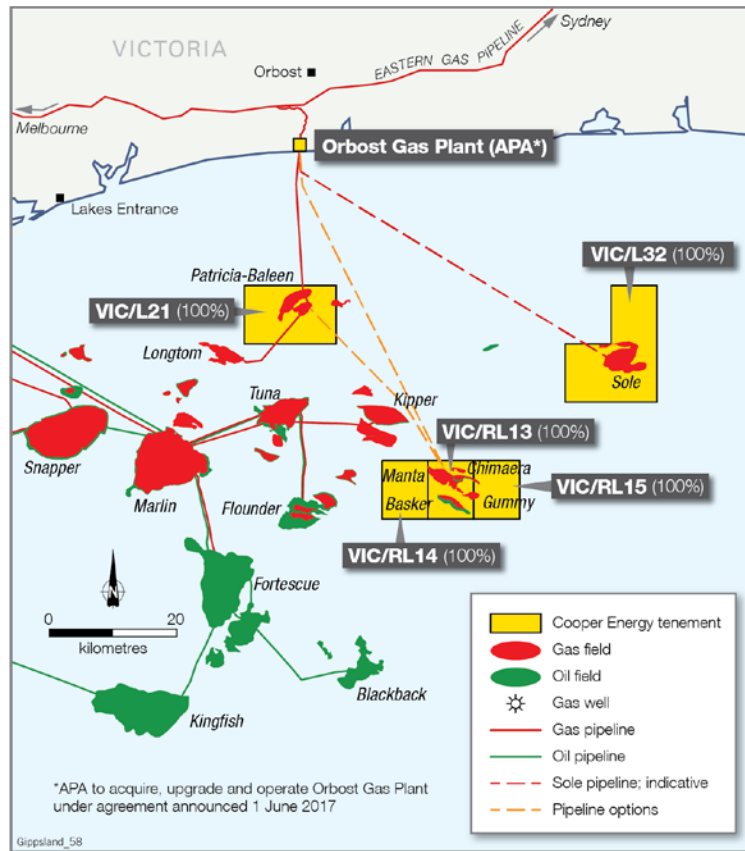 Sydney
VICTORIA
Orbost
EASTERN GAS PIPELINE
Melbourne
Orbost Gas Plant (APA*)
Lakes Entrance
VIC/L32 (100%)
Patricia-Baleen
VIC/L21 (100%)
Longtom
Sole
Tuna
Kipper
VIC/RL13 (100%)
Snapper
Manta
Chimaera
VIC/RL15 (100%)
Marlin
Flounder
Basker
Gummy
VIC/RL14 (100%)
N
Fortescue
0
20
kilometres
Blackback
Kingfish
Cooper Energy tenement
Gas field
Oil field
Gas well
Gas pipeline
Oil pipeline
Sole pipeline; indicative
Pipeline options
*APA to acquire, upgrade and operate Orbost Gas Plant
under agreement announced 1 June 2017
Gippsland_58